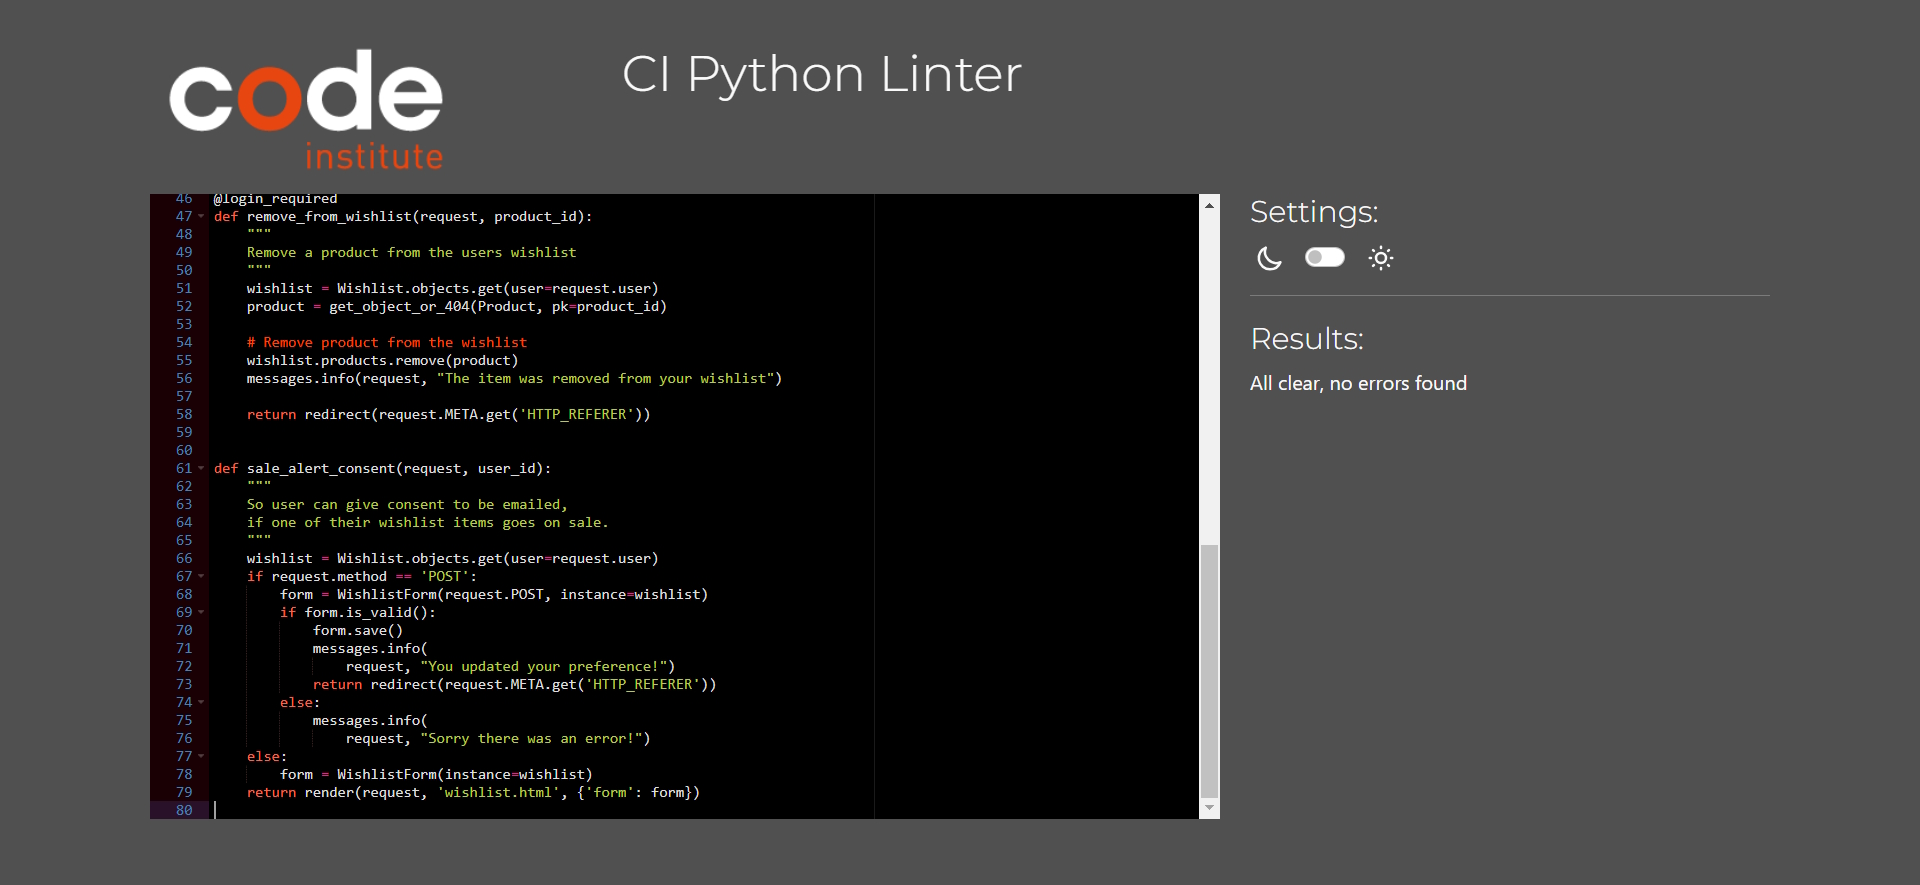 code
institute
CI Python Linter
46 @login_required
47 def remove_from_wishlist(request, product_id):
48     """
49     Remove a product from the users wishlist
50     """
51     wishlist = Wishlist.objects.get(user=request.user)
52     product = get_object_or_404(Product, pk=product_id)
53
54     # Remove product from the wishlist
55     wishlist.products.remove(product)
56     messages.info(request, "The item was removed from your wishlist")
57
58     return redirect(request.META.get('HTTP_REFERER'))
59
60
61 def sale_alert_consent(request, user_id):
62     """
63     So user can give consent to be emailed,
64     if one of their wishlist items goes on sale.
65     """
66     wishlist = Wishlist.objects.get(user=request.user)
67     if request.method == 'POST':
68         form = WishlistForm(request.POST, instance=wishlist)
69         if form.is_valid():
70             form.save()
71             messages.info(
72                 request, "You updated your preference!")
73             return redirect(request.META.get('HTTP_REFERER'))
74         else:
75             messages.info(
76                 request, "Sorry there was an error!")
77     else:
78         form = WishlistForm(instance=wishlist)
79     return render(request, 'wishlist.html', {'form': form})
80
Settings:
Results:
All clear, no errors found